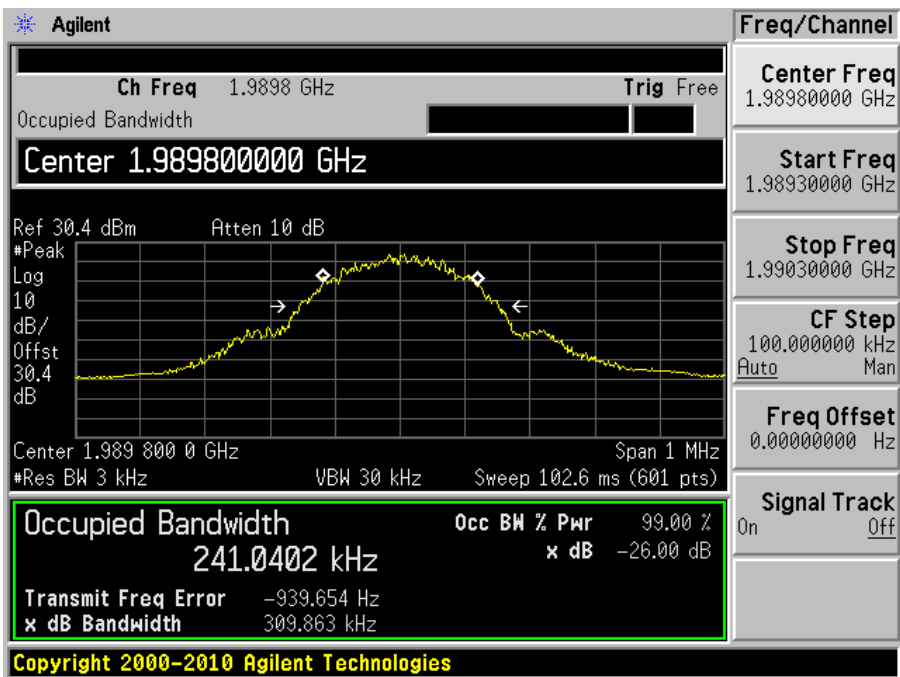 Agilent
Freq/Channel
Ch Freq 1.9898 GHz Trig Free
Occupied Bandwidth
Center 1.989800000 GHz
Ref 30.4 dBm Atten 10 dB
#Peak
Log
10
dB/
Offst
30.4
dB
Center 1.989 800 0 GHz Span 1 MHz
#Res BW 3 kHz VBW 30 kHz Sweep 102.6 ms (601 pts)
Occupied Bandwidth Occ BW % Pwr 99.00 %
241.0402 kHz x dB -26.00 dB
Transmit Freq Error -939.654 Hz
x dB Bandwidth 309.863 kHz
Copyright 2000-2010 Agilent Technologies
Center Freq
1.98980000 GHz
Start Freq
1.98930000 GHz
Stop Freq
1.99030000 GHz
CF Step
100.000000 kHz
Auto Man
Freq Offset
0.00000000 Hz
Signal Track
On Off